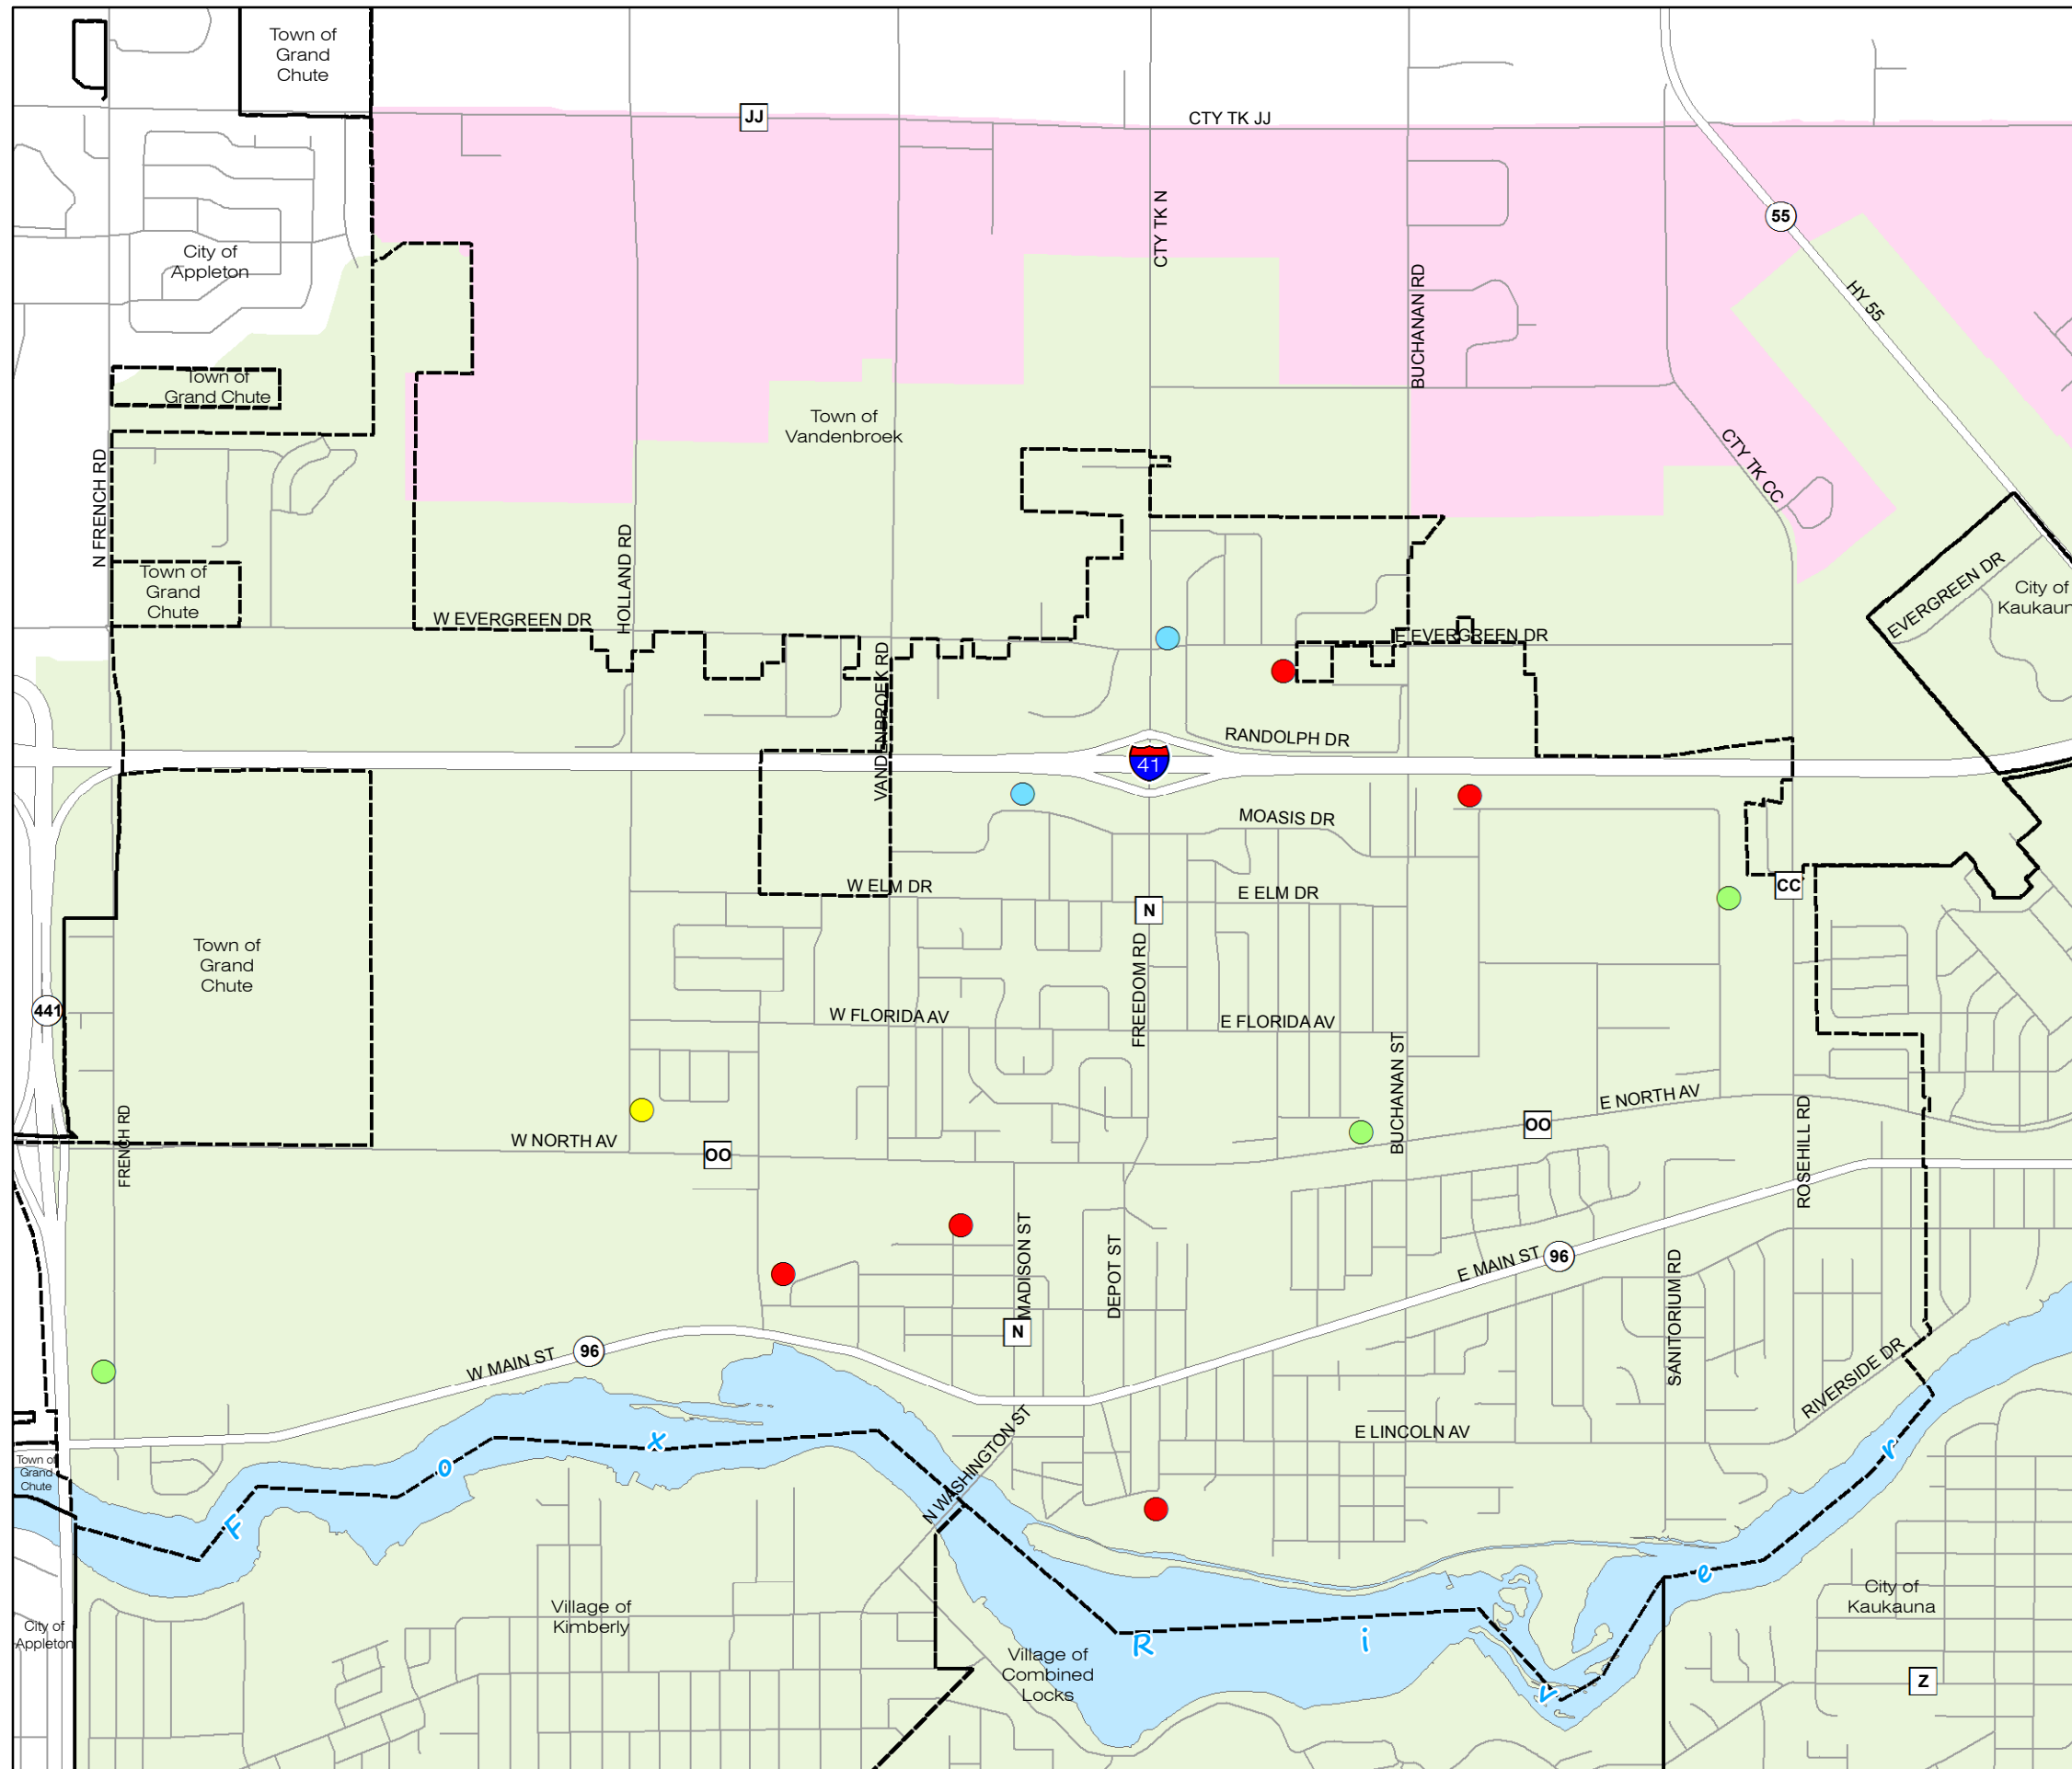 Town of
Grand
Chute
JJ
CTY TK JJ
CTY TK N
55
City of
Appleton
HY 55
BUCHANAN RD
Town of
Grand Chute
Town of
Vandenbroek
CTY TK CC
N FRENCH RD
HOLLAND RD
Town of
Grand
Chute
EVERGREEN DR
City of
W EVERGREEN DR
E EVERGREEN DR
VANDENBROEK RD
RANDOLPH DR
41
MOASIS DR
W ELM DR
E ELM DR
CC
N
FREEDOM RD
Town of
Grand
Chute
441
W FLORIDA AV
E FLORIDA AV
BUCHANAN ST
E NORTH AV
FRENCH RD
W NORTH AV
OO
OO
ROSEHILL RD
MADISON ST
DEPOT ST
E MAIN ST
96
SANITORIUM RD
N
W MAIN ST
96
RIVERSIDE DR
N WASHINGTON ST
E LINCOLN AV
Town of
Grand
Chute
F o x
R i v e r
City of
Appleton
Village of
Kimberly
Village of
Combined
Locks
City of
Kaukauna
Z